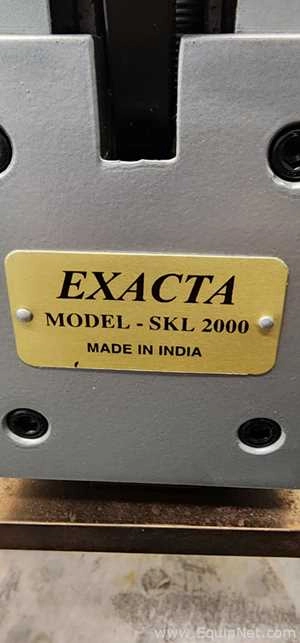 EXACTA
MODEL - SKL 2000
MADE IN INDIA
www.EquipNet.com